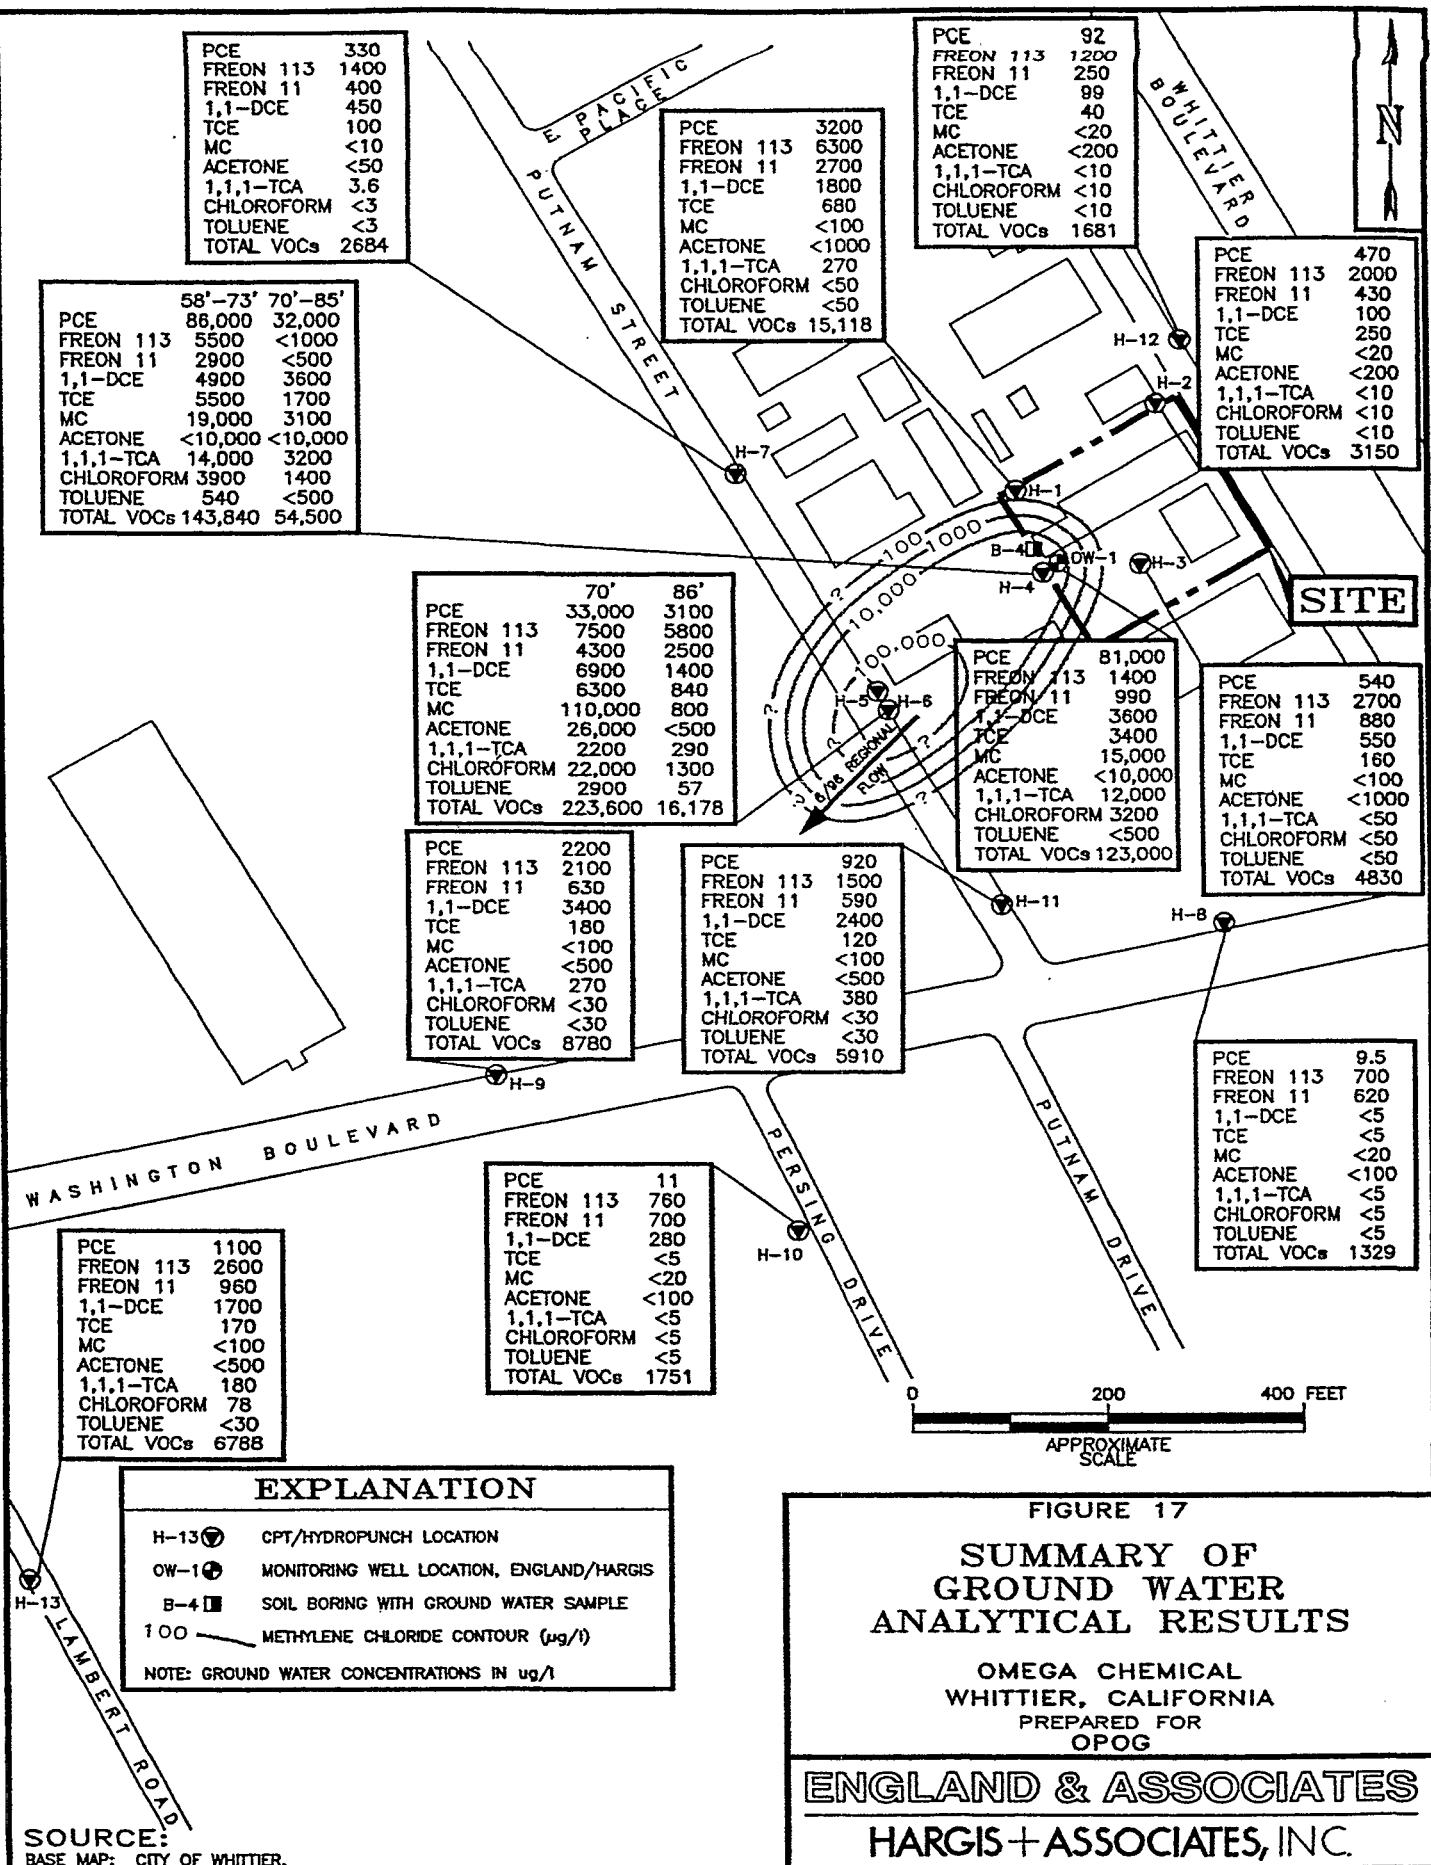 PCE 330
FREON 113 1400
FREON 11 400
1,1-DCE 450
TCE 100
MC <10
ACETONE <50
1,1,1-TCA 3.6
CHLOROFORM <3
TOLUENE <3
TOTAL VOCs 2684
E PACIFIC
PLACE
PUTNAM STREET
PCE 3200
FREON 113 6300
FREON 11 2700
1,1-DCE 1800
TCE 680
MC <100
ACETONE <1000
1,1,1-TCA 270
CHLOROFORM <50
TOLUENE <50
TOTAL VOCs 15,118
PCE 92
FREON 113 1200
FREON 11 250
1,1-DCE 99
TCE 40
MC <20
ACETONE <200
1,1,1-TCA <10
CHLOROFORM <10
TOLUENE <10
TOTAL VOCs 1681
WHITTIER
BOULEVARD
N
PCE 470
FREON 113 2000
FREON 11 430
1,1-DCE 100
TCE 250
MC <20
ACETONE <200
1,1,1-TCA <10
CHLOROFORM <10
TOLUENE <10
TOTAL VOCs 3150
58'-73' 70'-85'
PCE 86,000 32,000
FREON 113 5500 <1000
FREON 11 2900 <500
1,1-DCE 4900 3600
TCE 5500 1700
MC 19,000 3100
ACETONE <10,000 <10,000
1,1,1-TCA 14,000 3200
CHLOROFORM 3900 1400
TOLUENE 540 <500
TOTAL VOCs 143,840 54,500
H-12
H-2
H-7
H-1
100
1000
10,000
100,000
B-4
OW-1
H-4
H-3
SITE
? ? ? ? ? ?
H-5
H-6
6/96 REGIONAL
FLOW
70' 86'
PCE 33,000 3100
FREON 113 7500 5800
FREON 11 4300 2500
1,1-DCE 6900 1400
TCE 6300 840
MC 110,000 800
ACETONE 26,000 <500
1,1,1-TCA 2200 290
CHLOROFORM 22,000 1300
TOLUENE 2900 57
TOTAL VOCs 223,600 16,178
PCE 81,000
FREON 113 1400
FREON 11 990
1,1-DCE 3600
TCE 3400
MC 15,000
ACETONE <10,000
1,1,1-TCA 12,000
CHLOROFORM 3200
TOLUENE <500
TOTAL VOCs 123,000
PCE 540
FREON 113 2700
FREON 11 880
1,1-DCE 550
TCE 160
MC <100
ACETONE <1000
1,1,1-TCA <50
CHLOROFORM <50
TOLUENE <50
TOTAL VOCs 4830
PCE 2200
FREON 113 2100
FREON 11 630
1,1-DCE 3400
TCE 180
MC <100
ACETONE <500
1,1,1-TCA 270
CHLOROFORM <30
TOLUENE <30
TOTAL VOCs 8780
PCE 920
FREON 113 1500
FREON 11 590
1,1-DCE 2400
TCE 120
MC <100
ACETONE <500
1,1,1-TCA 380
CHLOROFORM <30
TOLUENE <30
TOTAL VOCs 5910
H-11
H-8
H-9
WASHINGTON BOULEVARD
PCE 9.5
FREON 113 700
FREON 11 620
1,1-DCE <5
TCE <5
MC <20
ACETONE <100
1,1,1-TCA <5
CHLOROFORM <5
TOLUENE <5
TOTAL VOCs 1329
PERSING DRIVE
PUTNAM DRIVE
PCE 11
FREON 113 760
FREON 11 700
1,1-DCE 280
TCE <5
MC <20
ACETONE <100
1,1,1-TCA <5
CHLOROFORM <5
TOLUENE <5
TOTAL VOCs 1751
H-10
PCE 1100
FREON 113 2600
FREON 11 960
1,1-DCE 1700
TCE 170
MC <100
ACETONE <500
1,1,1-TCA 180
CHLOROFORM 78
TOLUENE <30
TOTAL VOCs 6788
0 200 400 FEET
APPROXIMATE
SCALE
H-13
LAMBERT ROAD
EXPLANATION
H-13 CPT/HYDROPUNCH LOCATION
OW-1 MONITORING WELL LOCATION, ENGLAND/HARGIS
B-4 SOIL BORING WITH GROUND WATER SAMPLE
100 METHYLENE CHLORIDE CONTOUR (µg/l)
NOTE: GROUND WATER CONCENTRATIONS IN ug/l
FIGURE 17
SUMMARY OF
GROUND WATER
ANALYTICAL RESULTS
OMEGA CHEMICAL
WHITTIER, CALIFORNIA
PREPARED FOR
OPOG
ENGLAND & ASSOCIATES
HARGIS+ASSOCIATES, INC.
SOURCE:
BASE MAP: CITY OF WHITTIER.